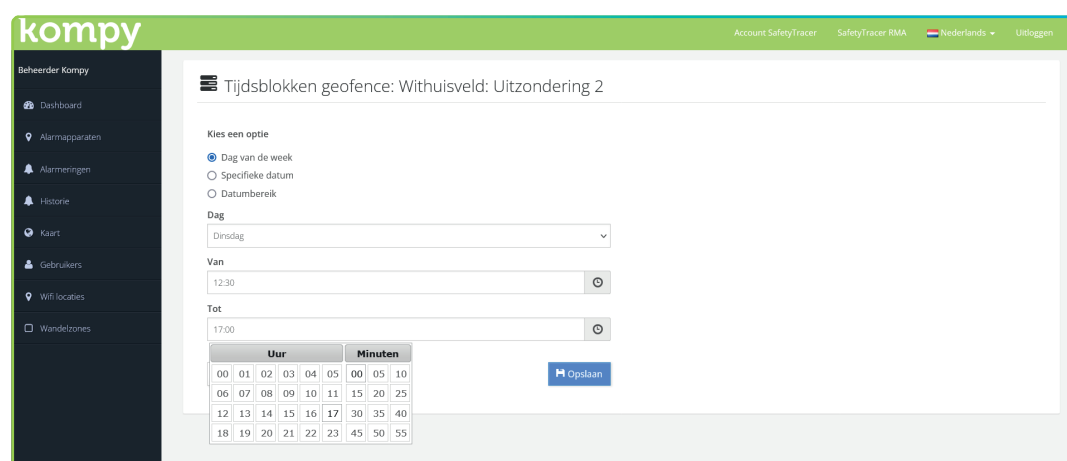 kompy
Account SafetyTracer SafetyTracer RMA Nederlands Uitloggen
Beheerder Kompy
Dashboard
Alarmapparaten
Alarmeringen
Historie
Kaart
Gebruikers
Wifi locaties
Wandelzones
Tijdsblokken geofence: Withuisveld: Uitzondering 2
Kies een optie
Dag van de week
Specifieke datum
Datumbereik
Dag
Dinsdag
Van
12:30
Tot
17:00
Uur Minuten
00 01 02 03 04 05 00 05 10
06 07 08 09 10 11 15 20 25
12 13 14 15 16 17 30 35 40
18 19 20 21 22 23 45 50 55
Opslaan